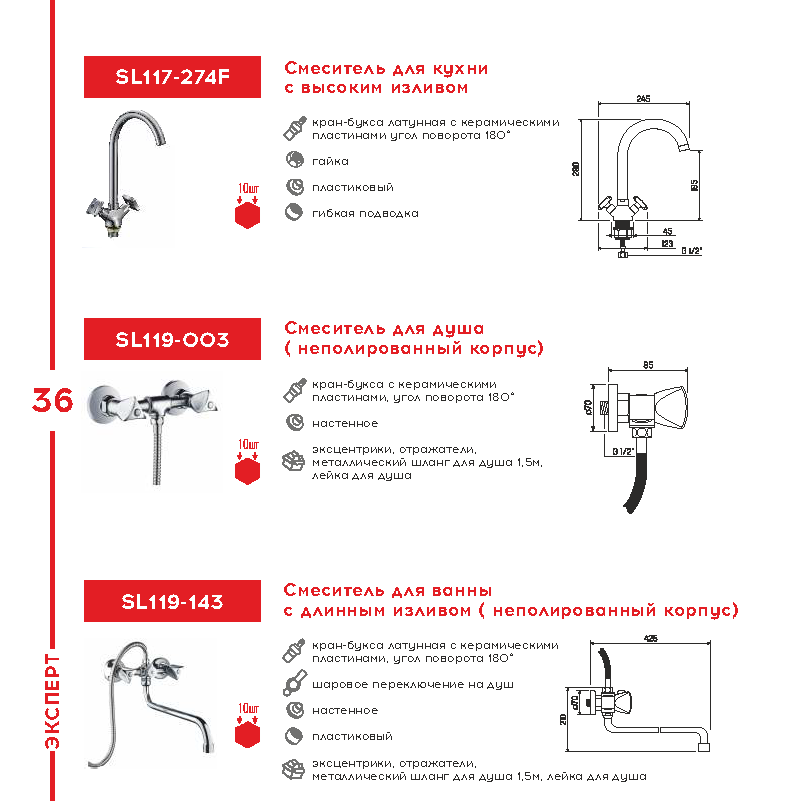 SL117-274F
Смеситель для кухни
с высоким изливом
кран-букса латунная с керамическими
пластинами угол поворота 180°
гайка
пластиковый
гибкая подводка
10шт
245
280
195
45
123
G 1/2"
SL119-003
Смеситель для душа
( неполированный корпус)
кран-букса с керамическими
пластинами, угол поворота 180°
настенное
эксцентрики, отражатели,
металлический шланг для душа 1,5м,
лейка для душа
10шт
85
⌀70
G 1/2"
36
SL119-143
Смеситель для ванны
с длинным изливом ( неполированный корпус)
кран-букса латунная с керамическими
пластинами, угол поворота 180°
шаровое переключение на душ
настенное
пластиковый
эксцентрики, отражатели,
металлический шланг для душа 1,5м, лейка для душа
10шт
425
⌀70
210
ЭКСПЕРТ